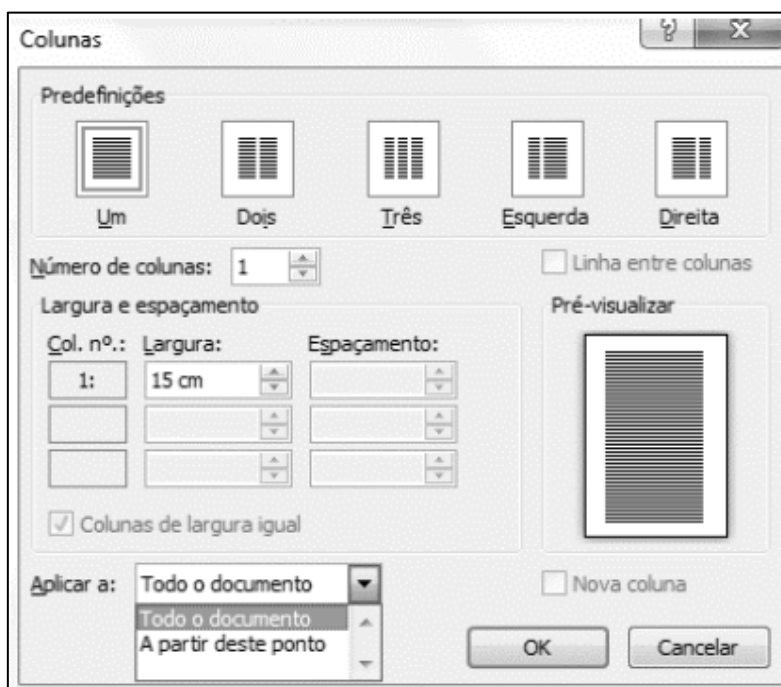 Colunas
Predefinições
Um Dois Três Esquerda Direita
Número de colunas: 1 Linha entre colunas
Largura e espaçamento Pré-visualizar
Col. nº.: Largura: Espaçamento:
1: 15 cm
Colunas de largura igual
Aplicar a: Todo o documento Nova coluna
Todo o documento
A partir deste ponto
OK Cancelar